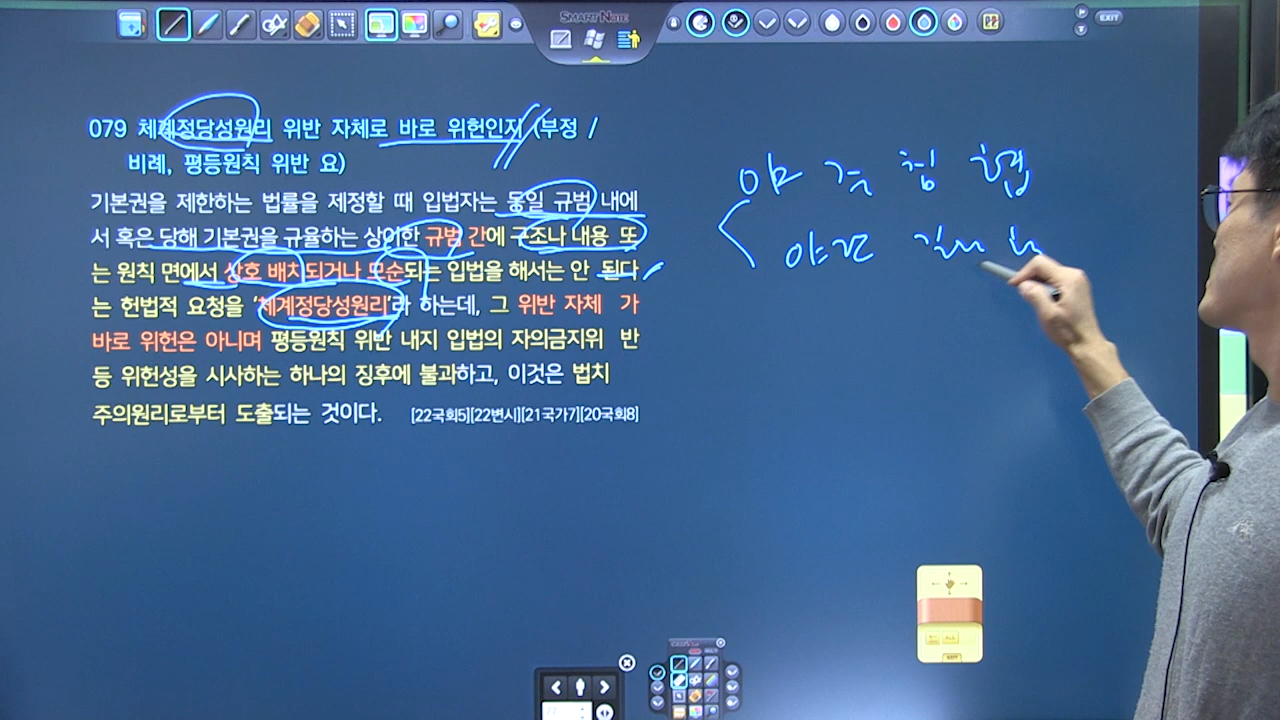 SMARTNOTE
EXIT
079 체계정당성원리 위반 자체로 바로 위헌인지 (부정 /
비례, 평등원칙 위반 요)
기본권을 제한하는 법률을 제정할 때 입법자는 동일 규범 내에
서 혹은 당해 기본권을 규율하는 상이한 규범 간에 구조나 내용 또
는 원칙 면에서 상호 배치되거나 모순되는 입법을 해서는 안 된다
는 헌법적 요청을 '체계정당성원리'라 하는데, 그 위반 자체 가
바로 위헌은 아니며 평등원칙 위반 내지 입법의 자의금지위 반
등 위헌성을 시사하는 하나의 징후에 불과하고, 이것은 법치
주의원리로부터 도출되는 것이다. [22국회5][22변시][21국가7][20국회8]